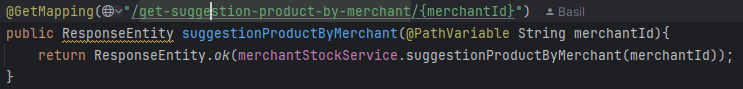 @GetMapping("/get-suggestion-product-by-merchant/{merchantId}") Basil
public ResponseEntity suggestionProductByMerchant(@PathVariable String merchantId){
return ResponseEntity.ok(merchantStockService.suggestionProductByMerchant(merchantId));
}